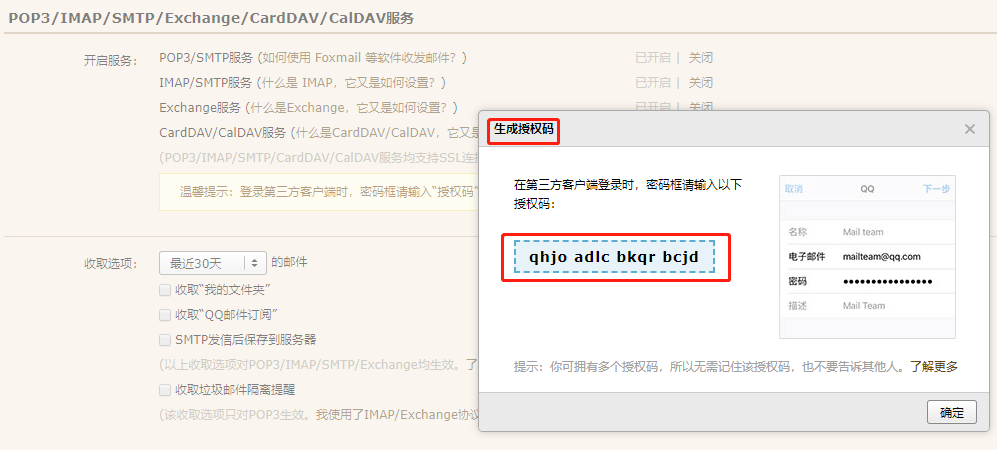 POP3/IMAP/SMTP/Exchange/CardDAV/CalDAV服务
开启服务：
POP3/SMTP服务 (如何使用 Foxmail 等软件收发邮件？)
已开启 | 关闭
IMAP/SMTP服务 (什么是 IMAP，它又是如何设置？)
已开启 | 关闭
Exchange服务 (什么是Exchange，它又是如何设置？)
已开启 | 关闭
CardDAV/CalDAV服务 (什么是CardDAV/CalDAV，它又是
(POP3/IMAP/SMTP/CardDAV/CalDAV服务均支持SSL连接
温馨提示：登录第三方客户端时，密码框请输入“授权码”
收取选项：
最近30天 的邮件
收取“我的文件夹”
收取“QQ邮件订阅”
SMTP发信后保存到服务器
(以上收取选项对POP3/IMAP/SMTP/Exchange均生效。了
收取垃圾邮件隔离提醒
(该收取选项只对POP3生效。我使用了IMAP/Exchange协议
生成授权码
在第三方客户端登录时，密码框请输入以下
授权码：
qhjo adlc bkqr bcjd
取消 QQ 下一步
名称 Mail team
电子邮件 mailteam@qq.com
密码 ●●●●●●●●●●●●●●●●
描述 Mail Team
提示：你可拥有多个授权码，所以无需记住该授权码，也不要告诉其他人。了解更多
确定